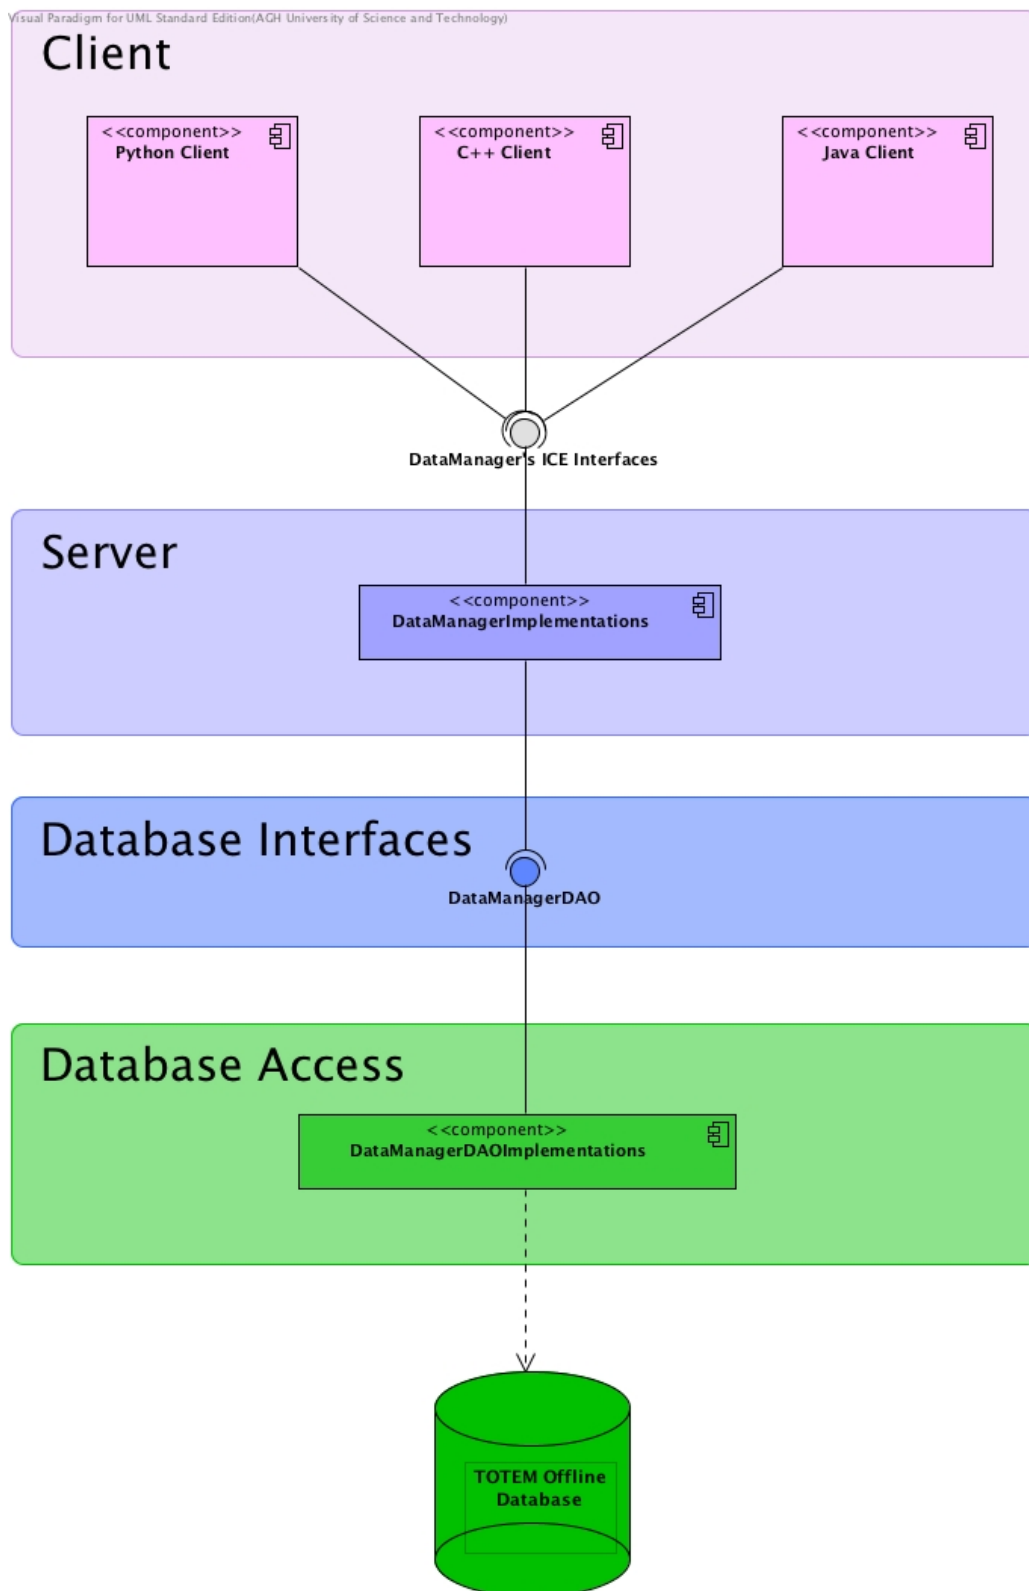 Visual Paradigm for UML Standard Edition(AGH University of Science and Technology)
Client
<<component>>
Python Client
<<component>>
C++ Client
<<component>>
Java Client
DataManager's ICE Interfaces
Server
<<component>>
DataManagerImplementations
Database Interfaces
DataManagerDAO
Database Access
<<component>>
DataManagerDAOImplementations
TOTEM Offline
Database